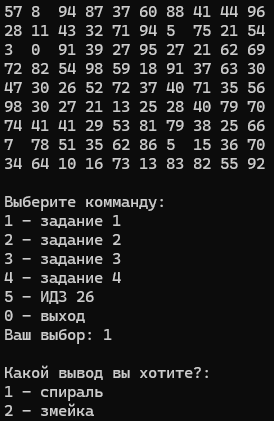 57 8  94 87 37 60 88 41 44 96
28 11 43 32 71 94 5  75 21 54
3  0  91 39 27 95 27 21 62 69
72 82 54 98 59 18 91 37 63 30
47 30 26 52 72 37 40 71 35 56
98 30 27 21 13 25 28 40 79 70
74 41 41 29 53 81 79 38 25 66
7  78 51 35 62 86 5  15 36 70
34 64 10 16 73 13 83 82 55 92

Выберите комманду:
1 - задание 1
2 - задание 2
3 - задание 3
4 - задание 4
5 - ИДЗ 26
0 - выход
Ваш выбор: 1

Какой вывод вы хотите?:
1 - спираль
2 - змейка